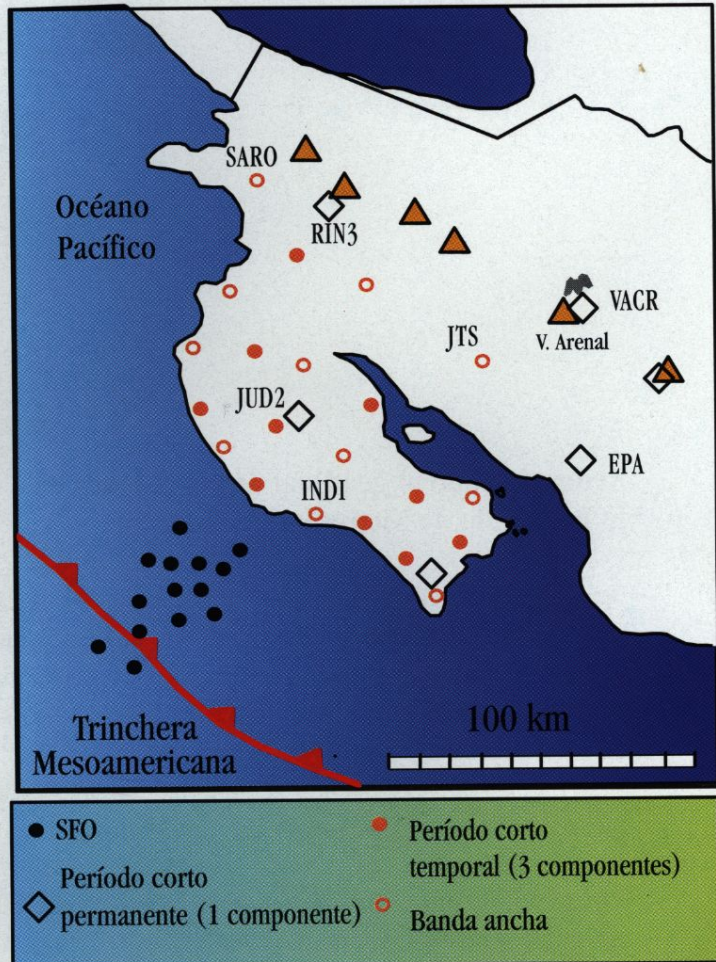 SARO
Océano
Pacífico
RIN3
VACR
V. Arenal
JTS
JUD2
EPA
INDI
100 km
Trinchera
Mesoamericana
SFO
Período corto
permanente (1 componente)
Período corto
temporal (3 componentes)
Banda ancha